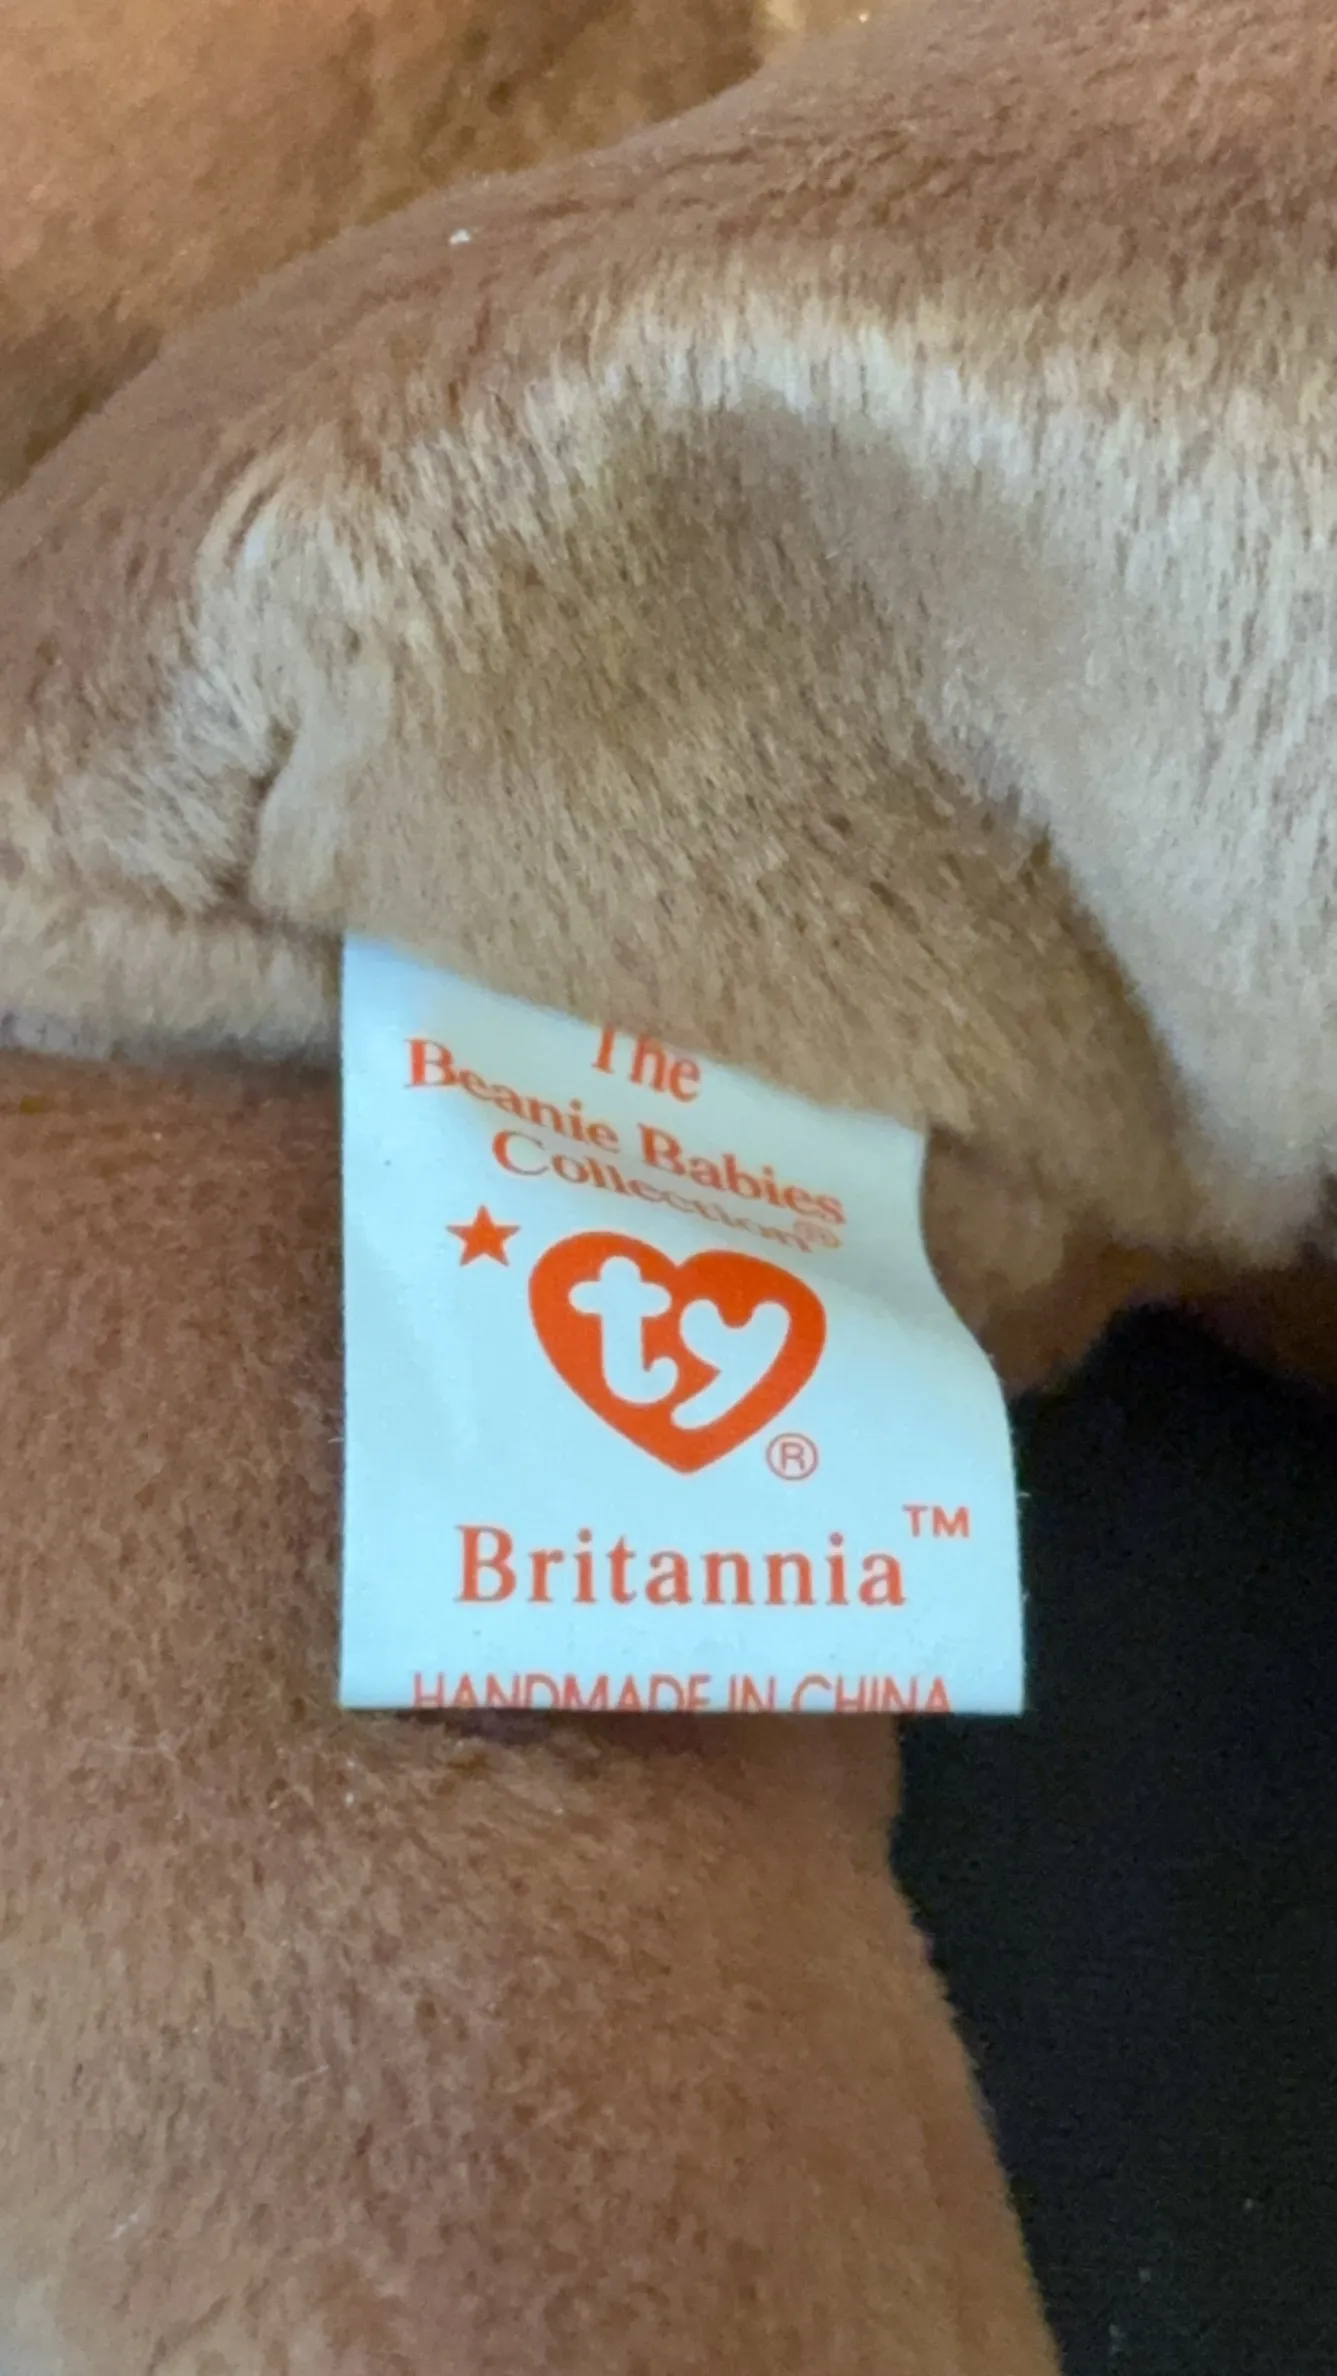 The
Beanie Babies
Collection®
★ ty
®
Britannia™
HANDMADE IN CHINA